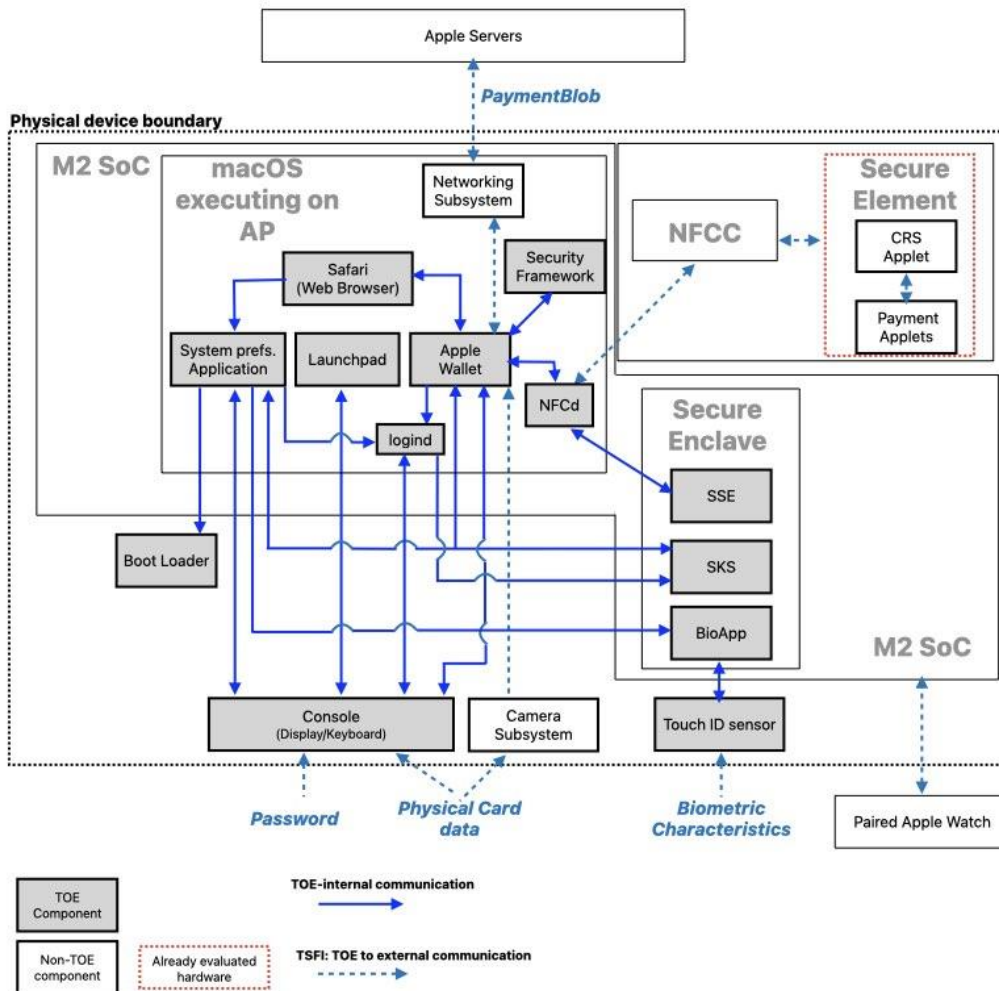 Apple Servers
PaymentBlob
Physical device boundary
M2 SoC
macOS
executing on
AP
Networking
Subsystem
Secure
Element
NFCC
CRS
Applet
Safari
(Web Browser)
Security
Framework
Payment
Applets
System prefs.
Application
Launchpad
Apple
Wallet
NFCd
logind
Secure
Enclave
SSE
Boot Loader
SKS
BioApp
M2 SoC
Console
(Display/Keyboard)
Camera
Subsystem
Touch ID sensor
Password
Physical Card
data
Biometric
Characteristics
Paired Apple Watch
TOE
Component
TOE-internal communication
Non-TOE
component
Already evaluated
hardware
TSFI: TOE to external communication